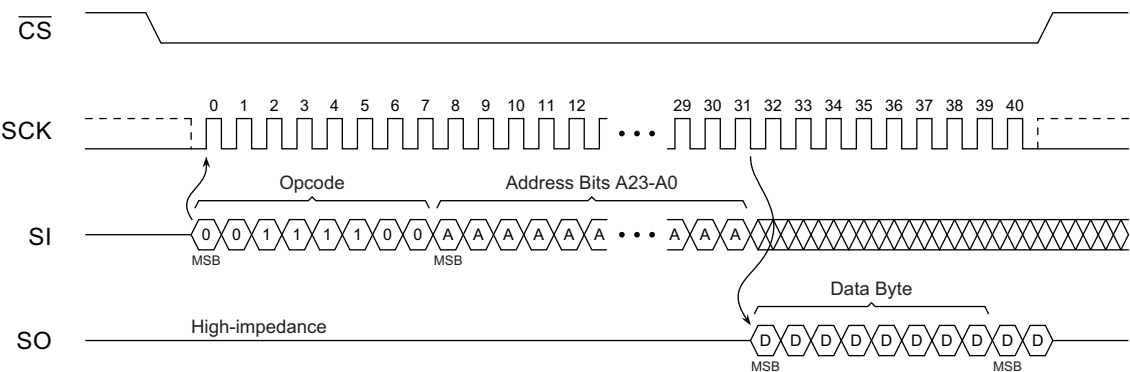 CS
0 1 2 3 4 5 6 7 8 9 10 11 12 29 30 31 32 33 34 35 36 37 38 39 40
SCK
Opcode Address Bits A23-A0
SI 0 0 1 1 1 1 0 0 A A A A A A A A A
MSB MSB
Data Byte
High-impedance
SO D D D D D D D D D D
MSB MSB